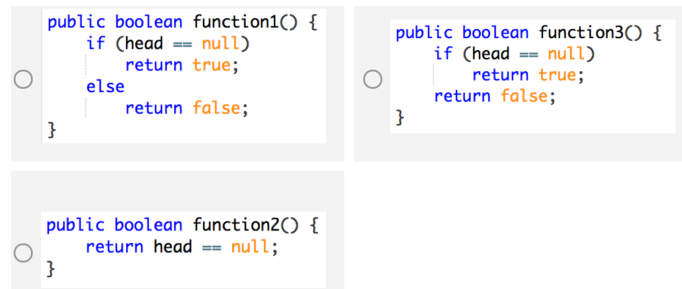 public boolean function1() {
    if (head == null)
        return true;
    else
        return false;
}
public boolean function3() {
    if (head == null)
        return true;
    return false;
}
public boolean function2() {
    return head == null;
}